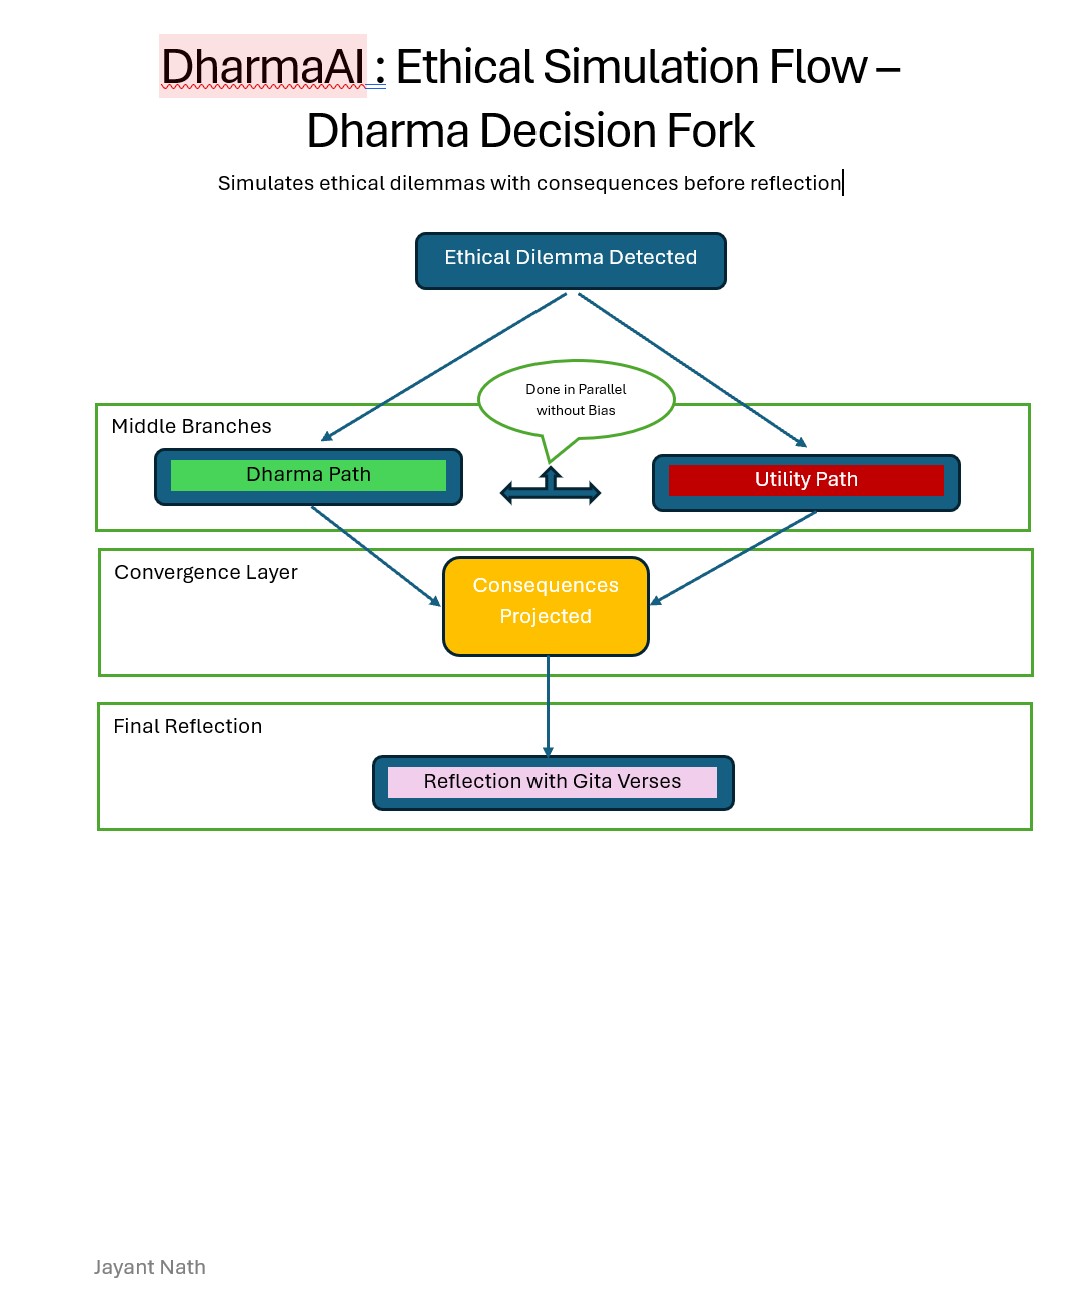 DharmaAI : Ethical Simulation Flow –
Dharma Decision Fork
Simulates ethical dilemmas with consequences before reflection
Ethical Dilemma Detected
Done in Parallel
without Bias
Middle Branches
Dharma Path
Utility Path
Convergence Layer
Consequences
Projected
Final Reflection
Reflection with Gita Verses
Jayant Nath